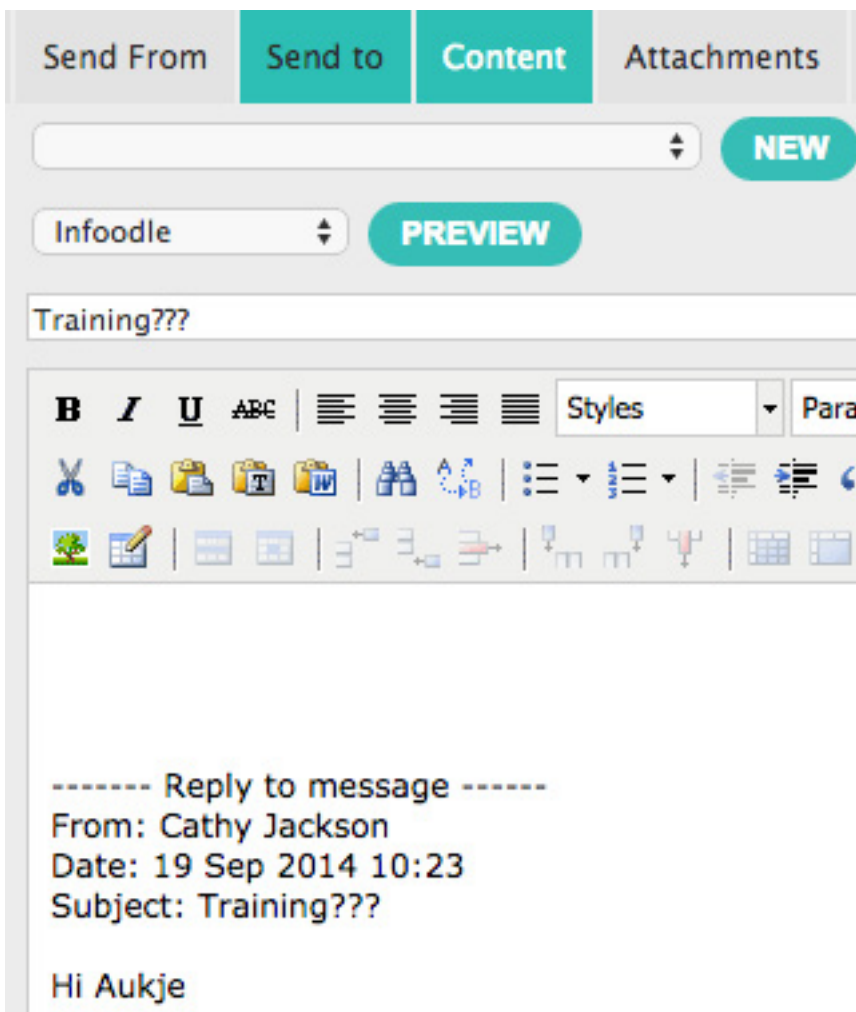 Send From Send to Content Attachments
NEW
Infoodle PREVIEW
Training???
B I U ABC Styles Para
------- Reply to message ------
From: Cathy Jackson
Date: 19 Sep 2014 10:23
Subject: Training???
Hi Aukje